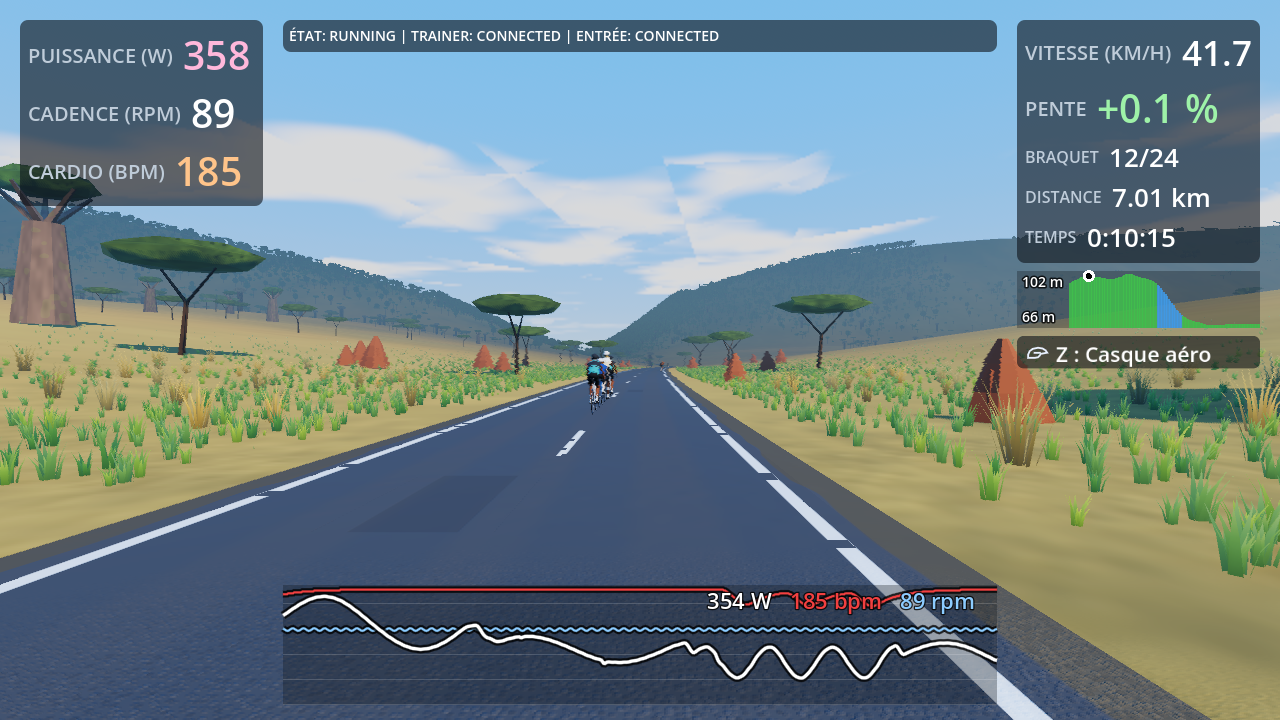 PUISSANCE (W) 358
CADENCE (RPM) 89
CARDIO (BPM) 185
ÉTAT: RUNNING | TRAINER: CONNECTED | ENTRÉE: CONNECTED
VITESSE (KM/H) 41.7
PENTE +0.1 %
BRAQUET 12/24
DISTANCE 7.01 km
TEMPS 0:10:15
102 m
66 m
Z : Casque aéro
354 W 185 bpm 89 rpm